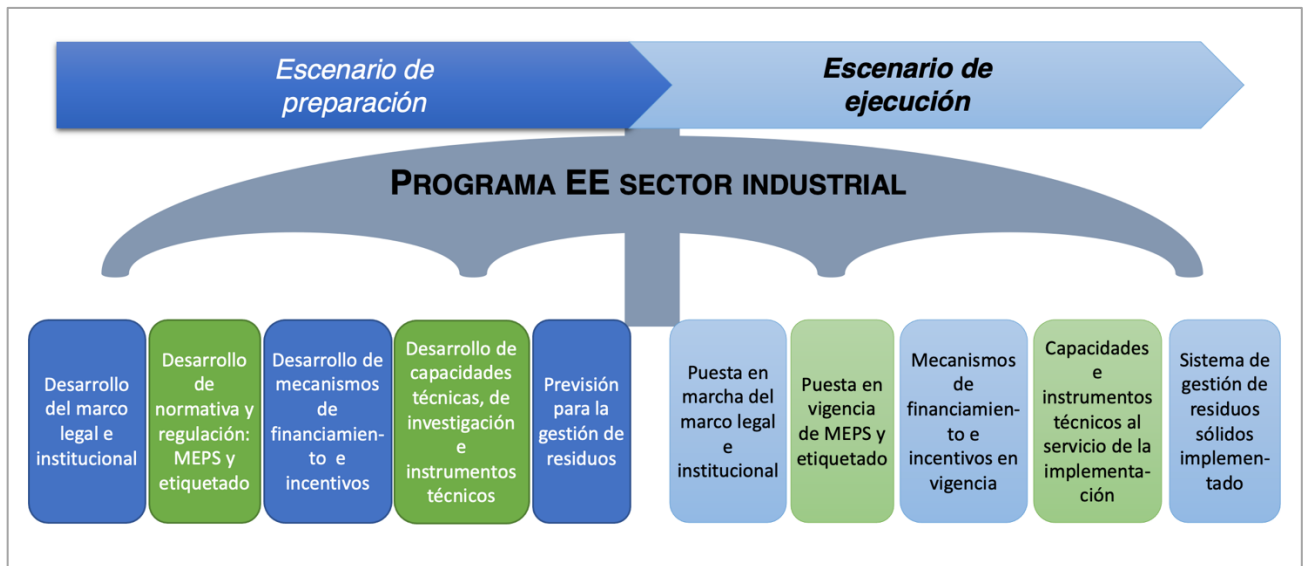 Escenario de
preparación
Escenario de
ejecución
PROGRAMA EE SECTOR INDUSTRIAL
Desarrollo
del marco
legal e
institucional
Desarrollo
de
normativa y
regulación:
MEPS y
etiquetado
Desarrollo de
mecanismos
de
financiamien-
to e
incentivos
Desarrollo de
capacidades
técnicas, de
investigación
e
instrumentos
técnicos
Previsión
para la
gestión de
residuos
Puesta en
marcha del
marco legal
e
institucional
Puesta en
vigencia
de MEPS y
etiquetado
Mecanismos
de
financiamien-
to e
incentivos en
vigencia
Capacidades
e
instrumentos
técnicos al
servicio de la
implementa-
ción
Sistema de
gestión de
residuos
sólidos
implemen-
tado